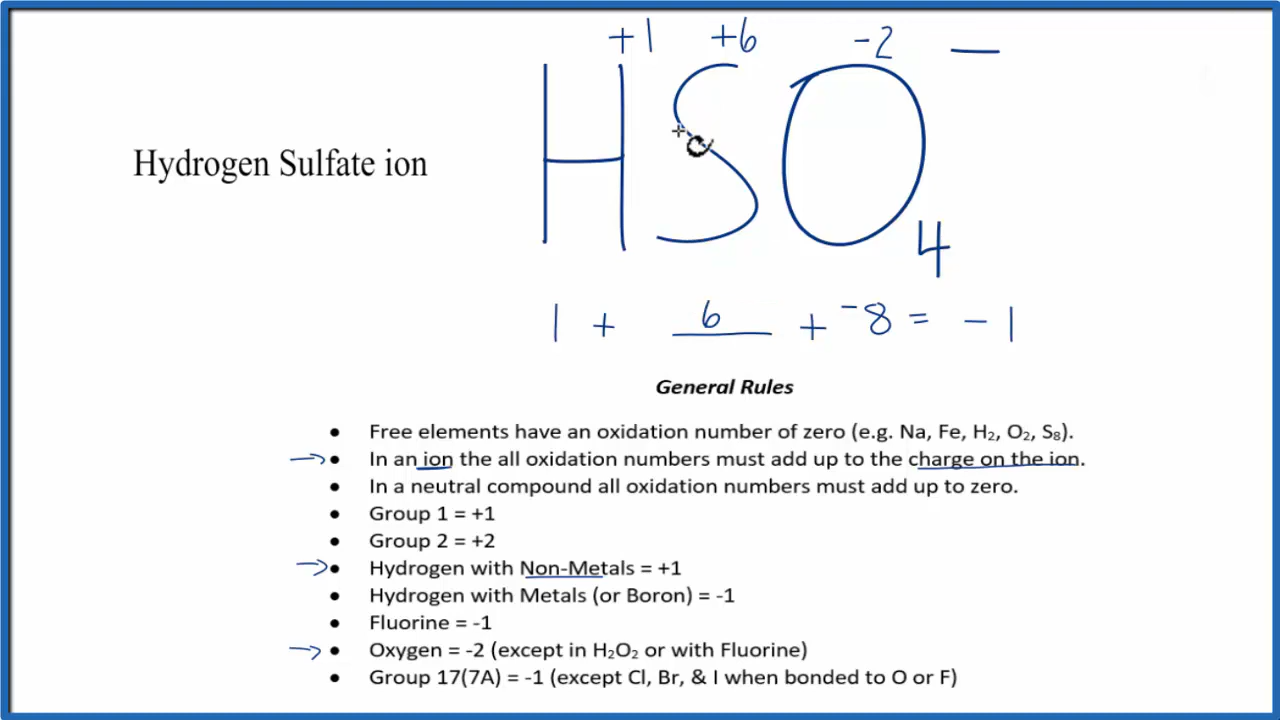 +1 +6 -2 —
Hydrogen Sulfate ion
HSO4
1 + 6 + -8 = -1
General Rules
• Free elements have an oxidation number of zero (e.g. Na, Fe, H₂, O₂, S₈).
→ • In an ion the all oxidation numbers must add up to the charge on the ion.
• In a neutral compound all oxidation numbers must add up to zero.
• Group 1 = +1
• Group 2 = +2
→ • Hydrogen with Non-Metals = +1
• Hydrogen with Metals (or Boron) = -1
• Fluorine = -1
→ • Oxygen = -2 (except in H₂O₂ or with Fluorine)
• Group 17(7A) = -1 (except Cl, Br, & I when bonded to O or F)